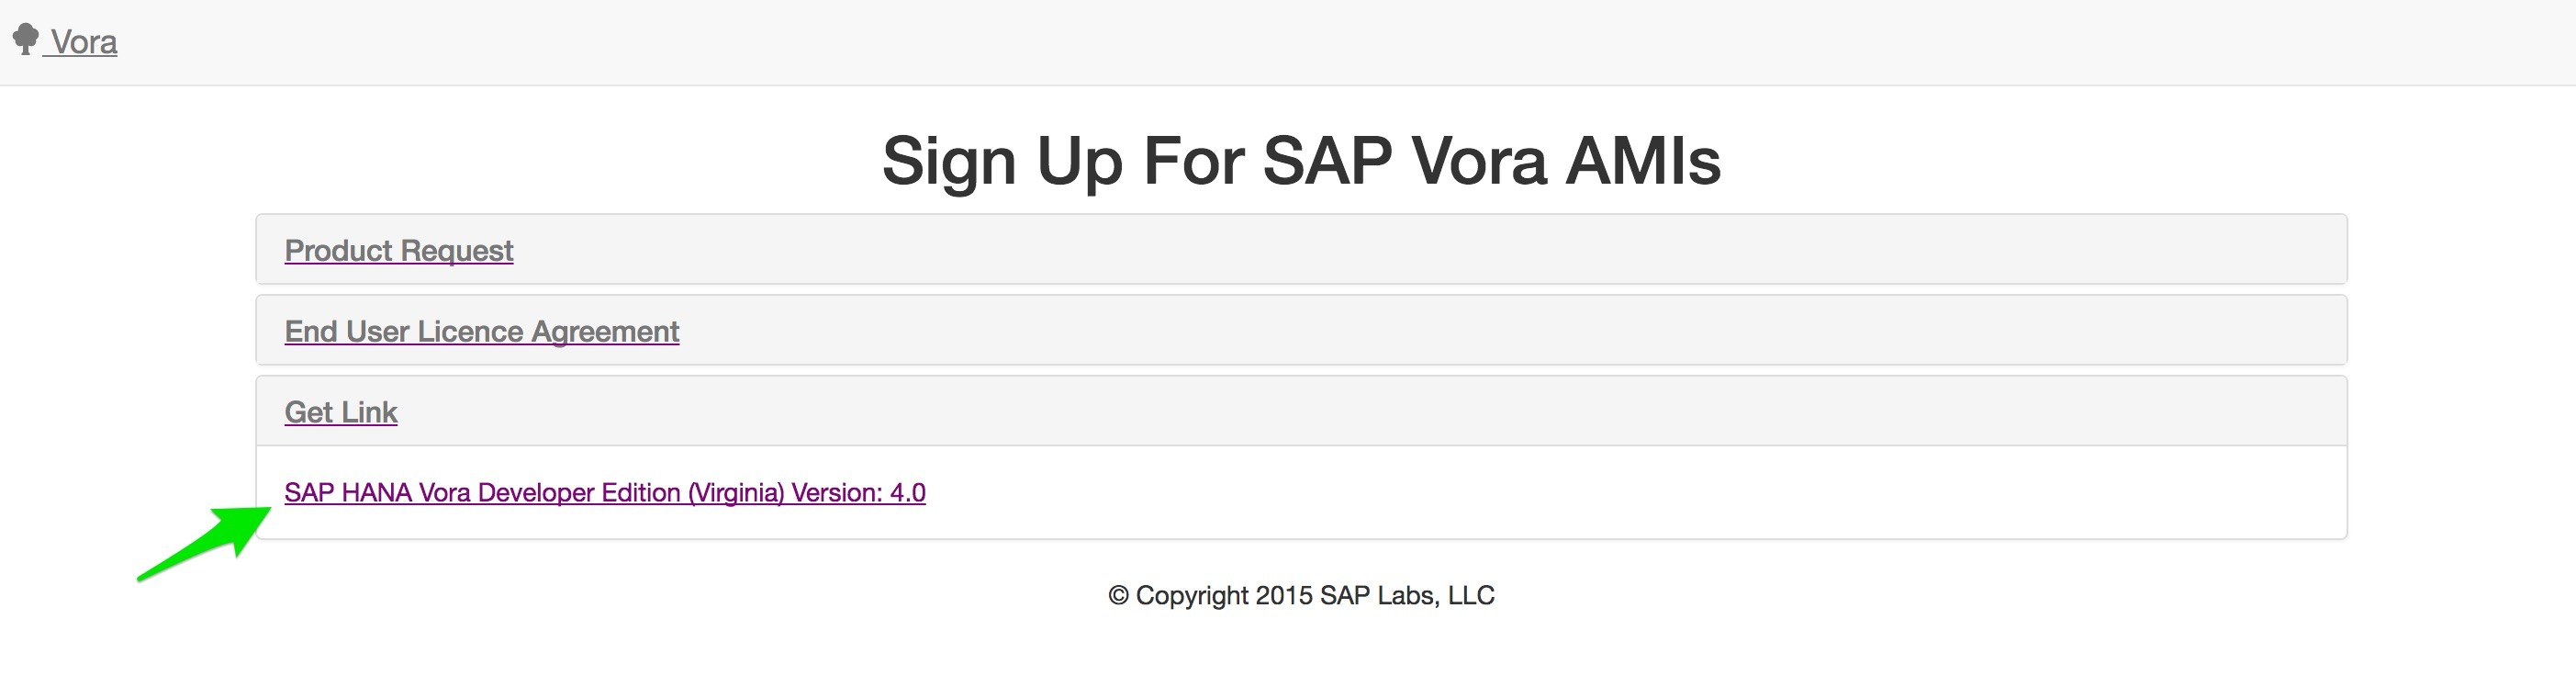 Vora
Sign Up For SAP Vora AMIs
Product Request
End User Licence Agreement
Get Link
SAP HANA Vora Developer Edition (Virginia) Version: 4.0
© Copyright 2015 SAP Labs, LLC